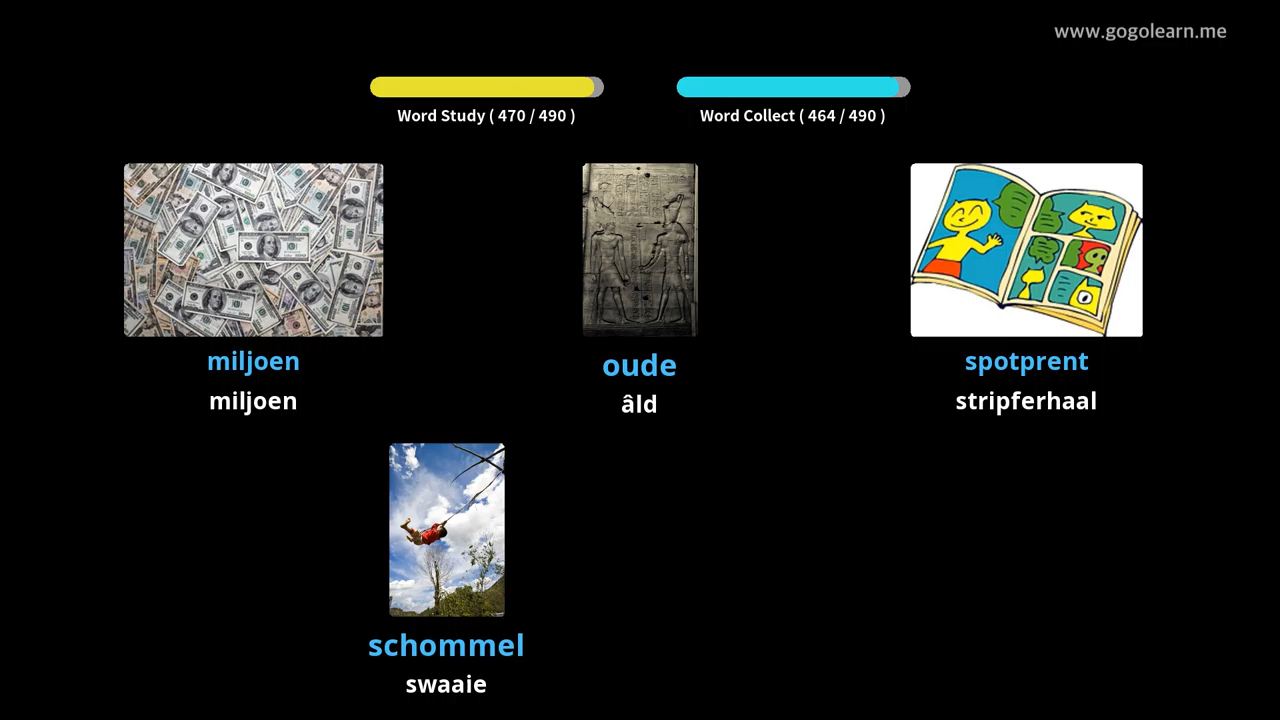 www.gogolearn.me
Word Study ( 470 / 490 )
Word Collect ( 464 / 490 )
miljoen
miljoen
oude
âld
spotprent
stripferhaal
schommel
swaaie